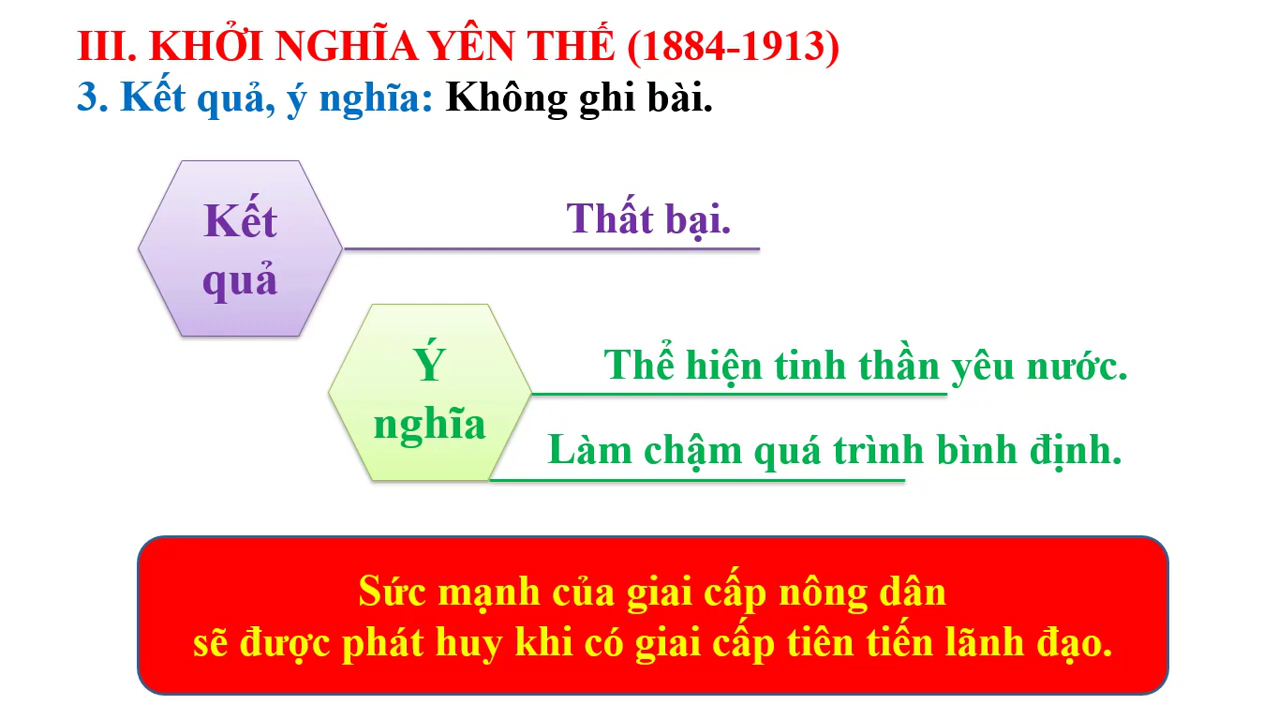 III. KHỞI NGHĨA YÊN THẾ (1884-1913)
3. Kết quả, ý nghĩa: Không ghi bài.
Kết
quả
Thất bại.
Ý
nghĩa
Thể hiện tinh thần yêu nước.
Làm chậm quá trình bình định.
Sức mạnh của giai cấp nông dân
sẽ được phát huy khi có giai cấp tiên tiến lãnh đạo.